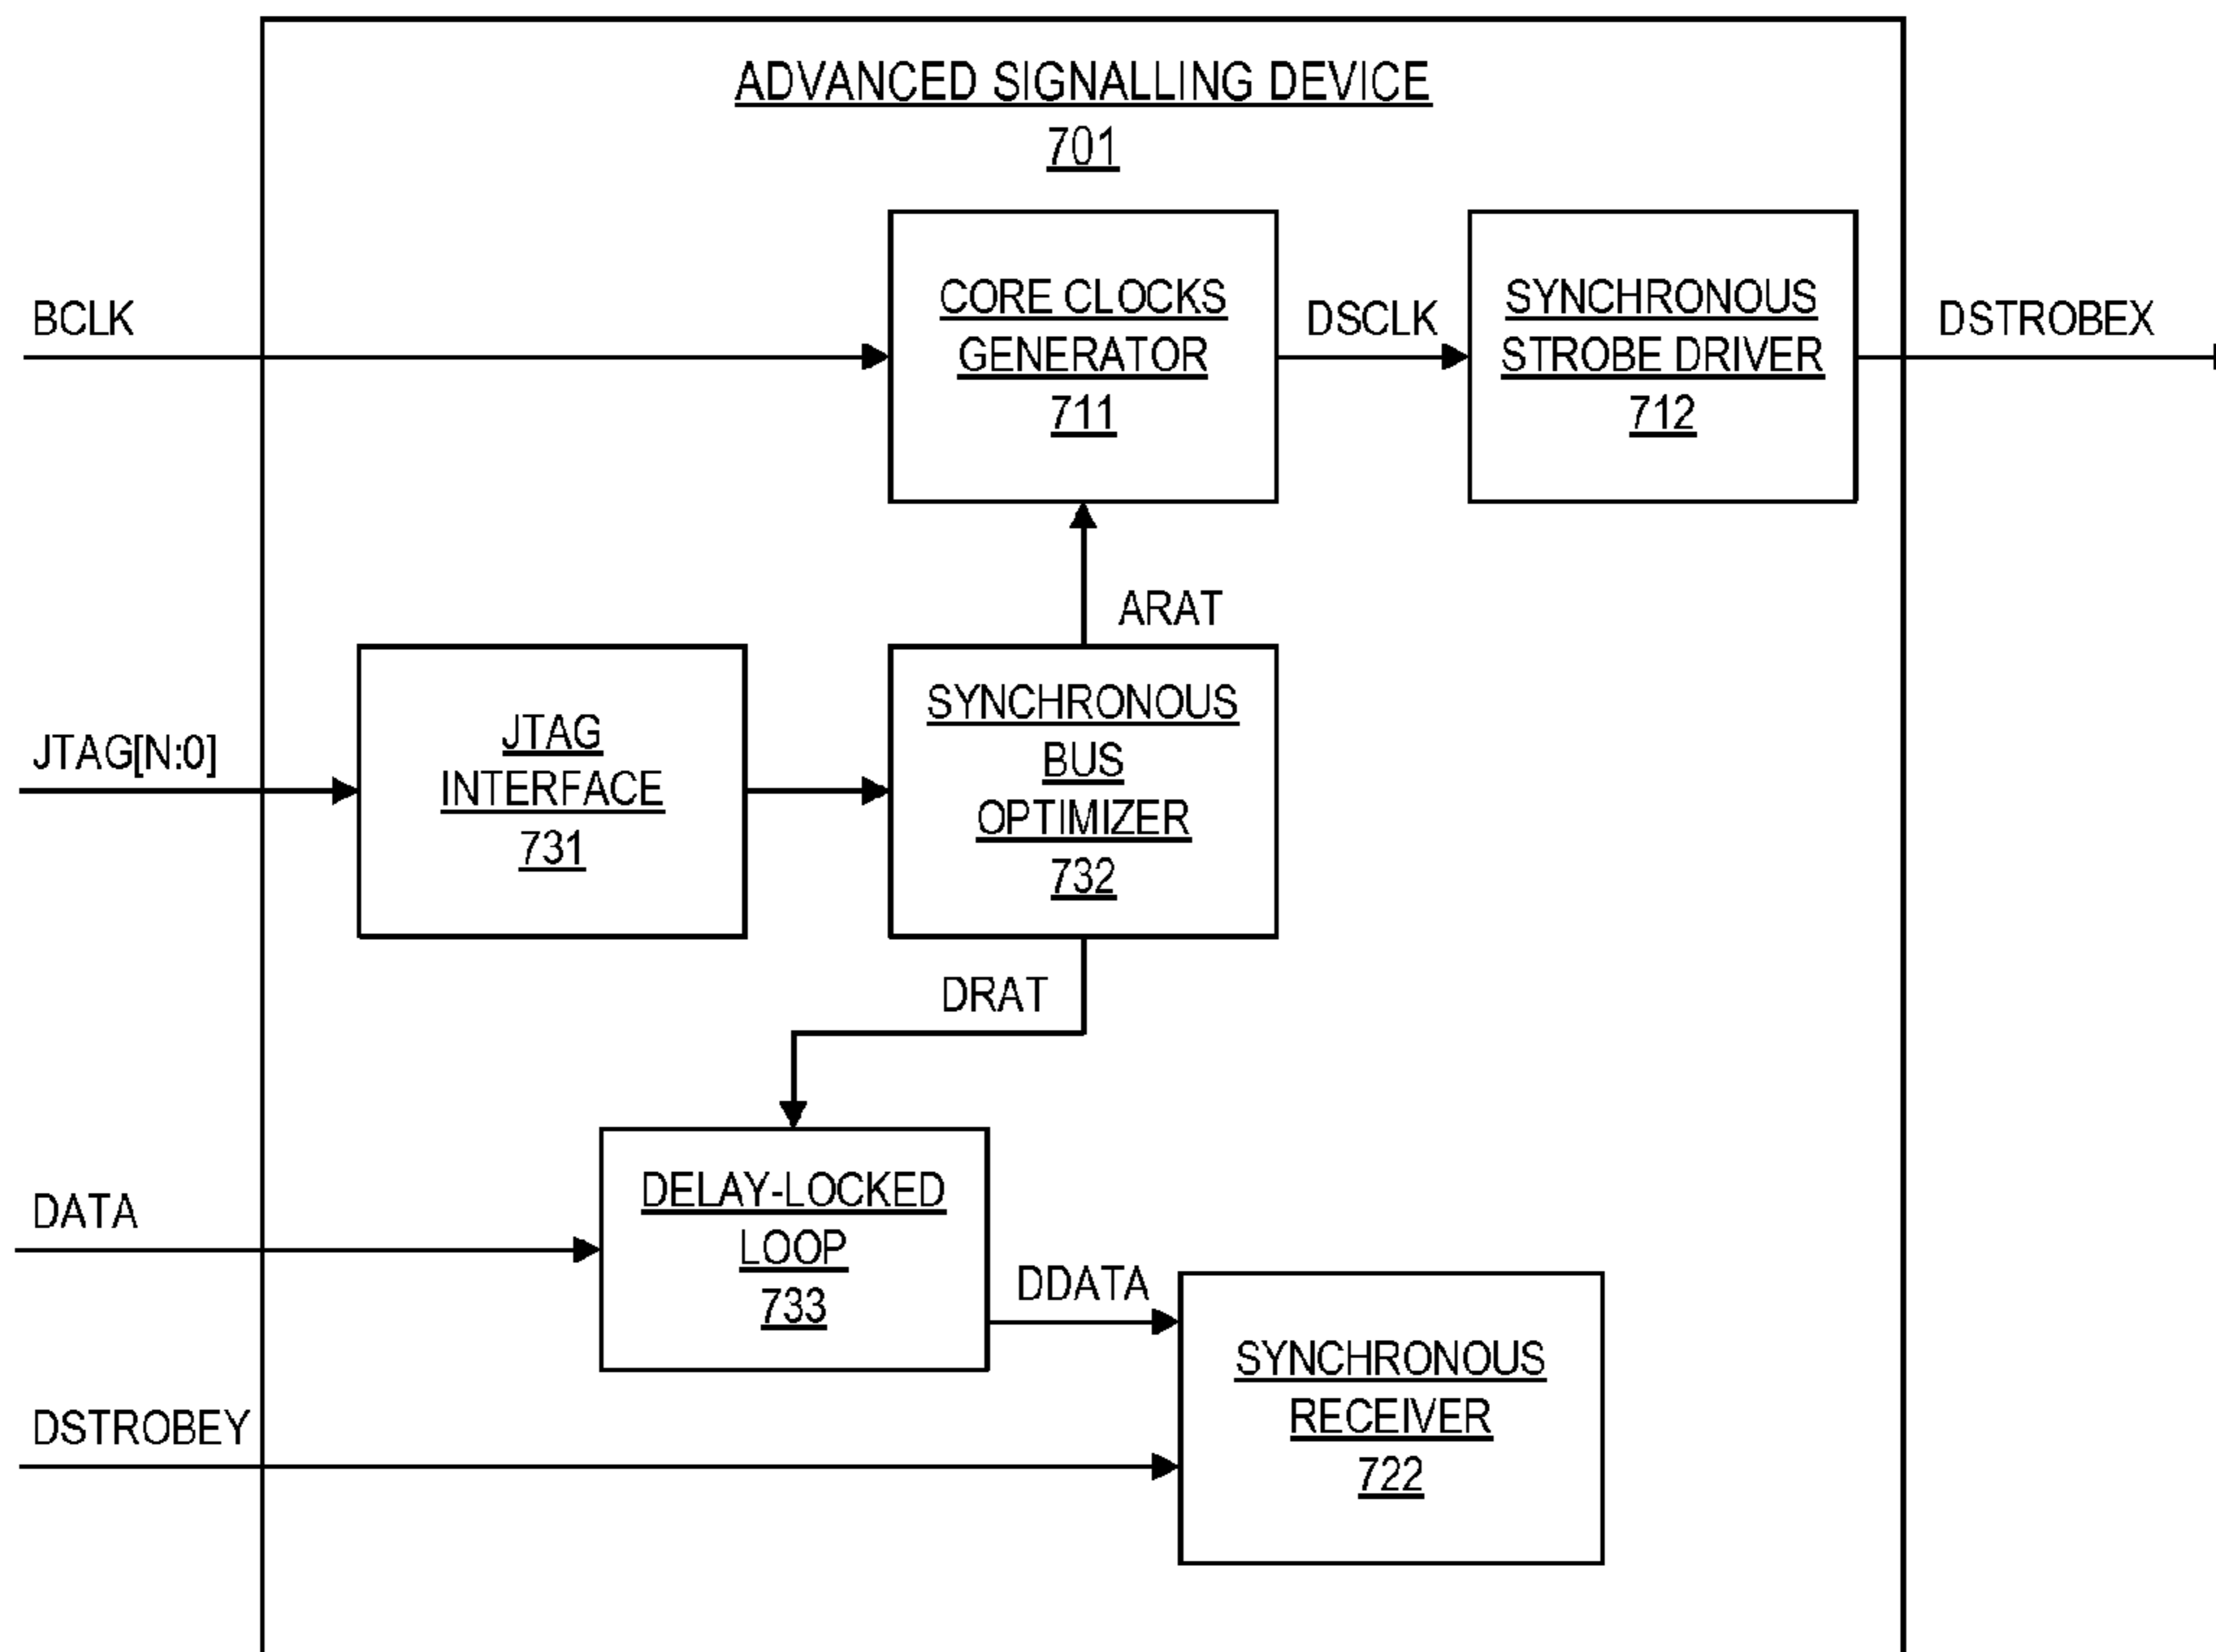 ADVANCED SIGNALLING DEVICE
701
BCLK
CORE CLOCKS
GENERATOR
711
DSCLK
SYNCHRONOUS
STROBE DRIVER
712
DSTROBEX
ARAT
JTAG[N:0]
JTAG
INTERFACE
731
SYNCHRONOUS
BUS
OPTIMIZER
732
DRAT
DATA
DELAY-LOCKED
LOOP
733
DDATA
DSTROBEY
SYNCHRONOUS
RECEIVER
722